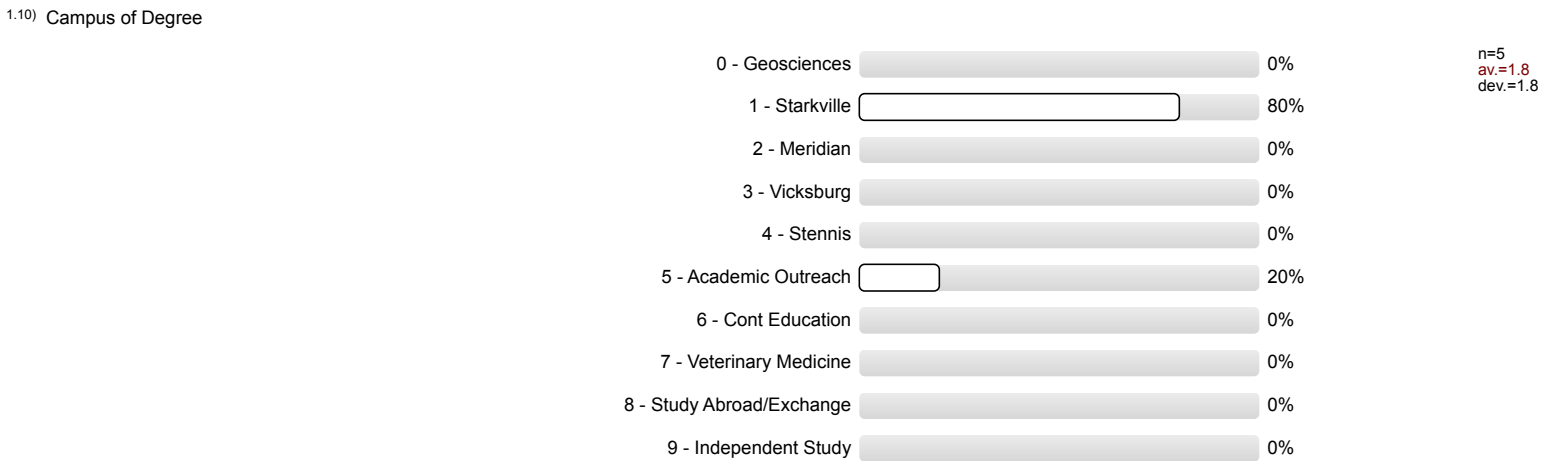 1.10) Campus of Degree
0 - Geosciences 0%
n=5
av.=1.8
dev.=1.8
1 - Starkville 80%
2 - Meridian 0%
3 - Vicksburg 0%
4 - Stennis 0%
5 - Academic Outreach 20%
6 - Cont Education 0%
7 - Veterinary Medicine 0%
8 - Study Abroad/Exchange 0%
9 - Independent Study 0%